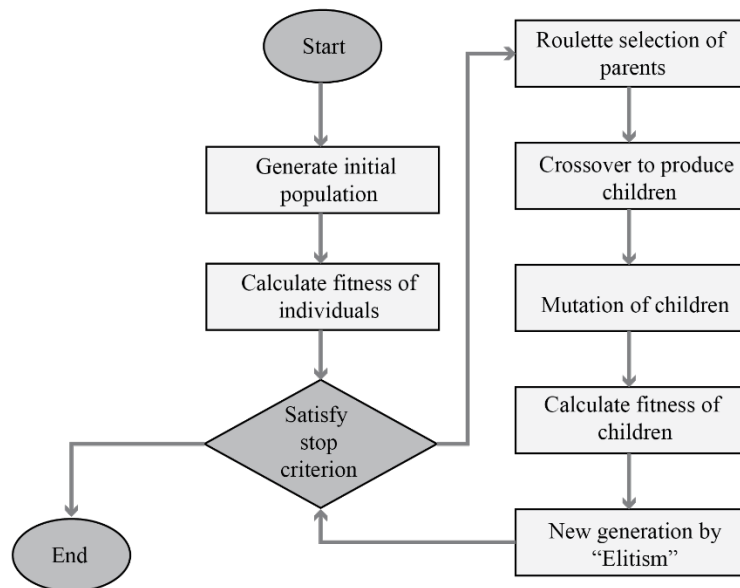 Start
Generate initial
population
Calculate fitness of
individuals
Satisfy
stop
criterion
End
Roulette selection of
parents
Crossover to produce
children
Mutation of children
Calculate fitness of
children
New generation by
“Elitism”